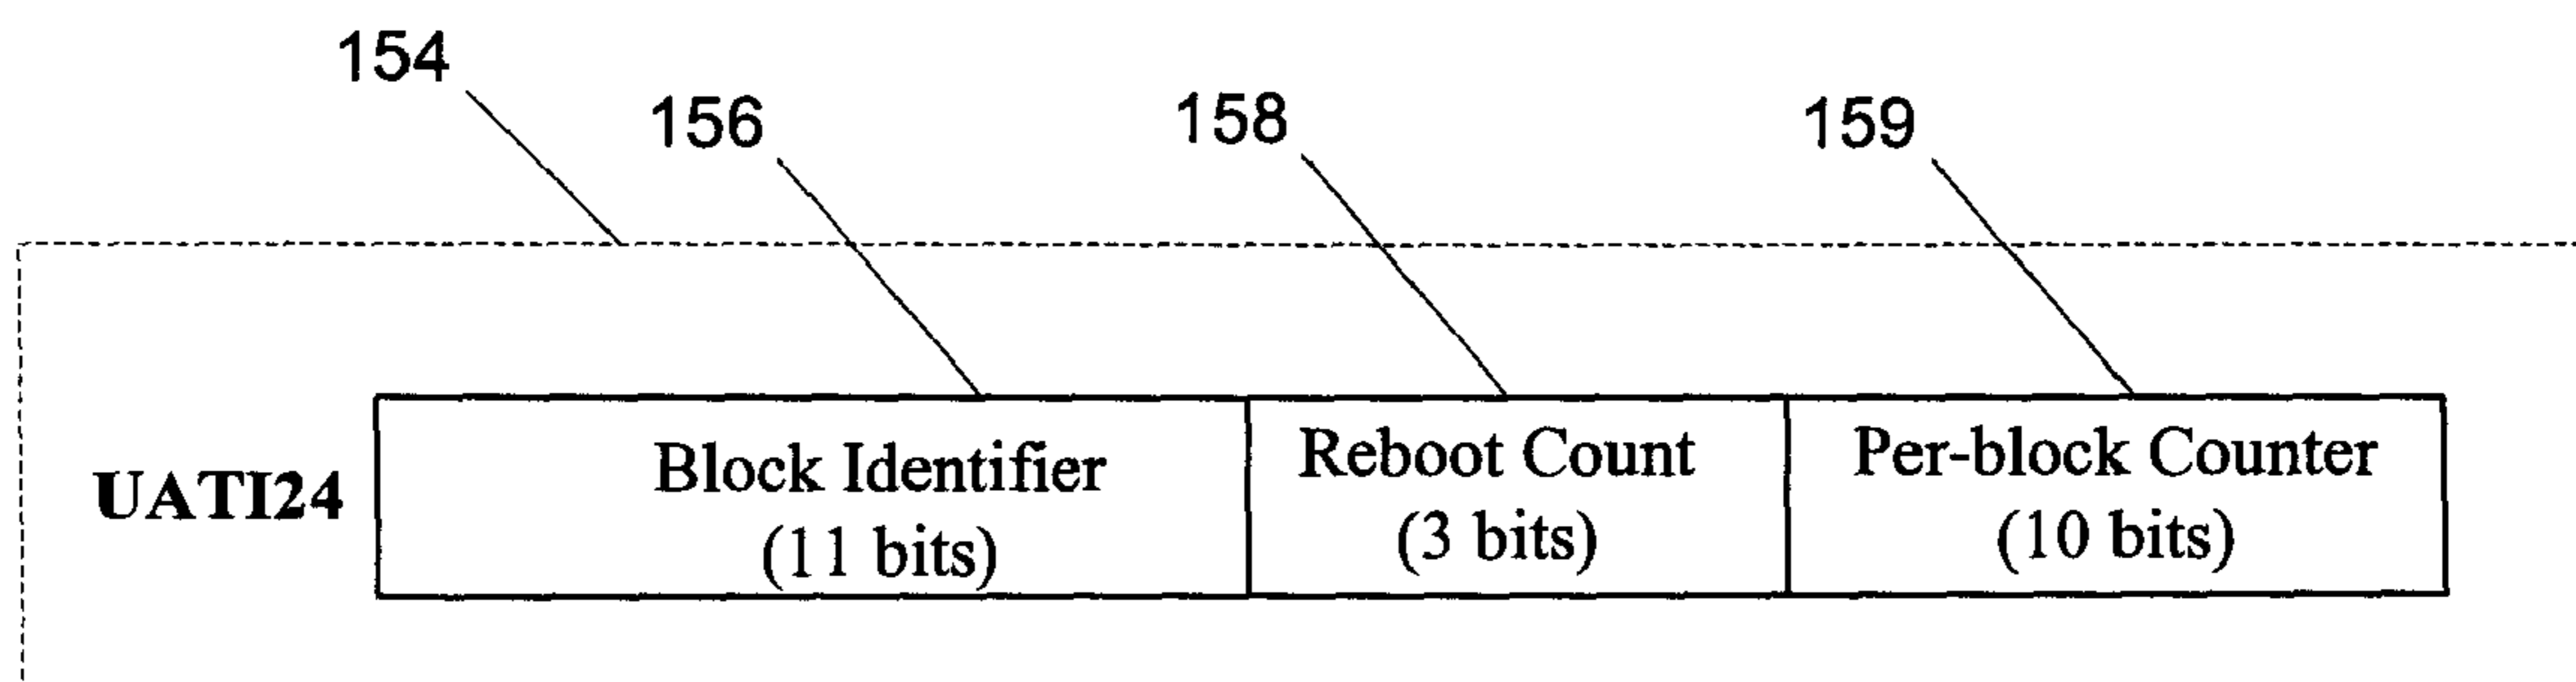 154
156
158
159
UATI24
Block Identifier
(11 bits)
Reboot Count
(3 bits)
Per-block Counter
(10 bits)